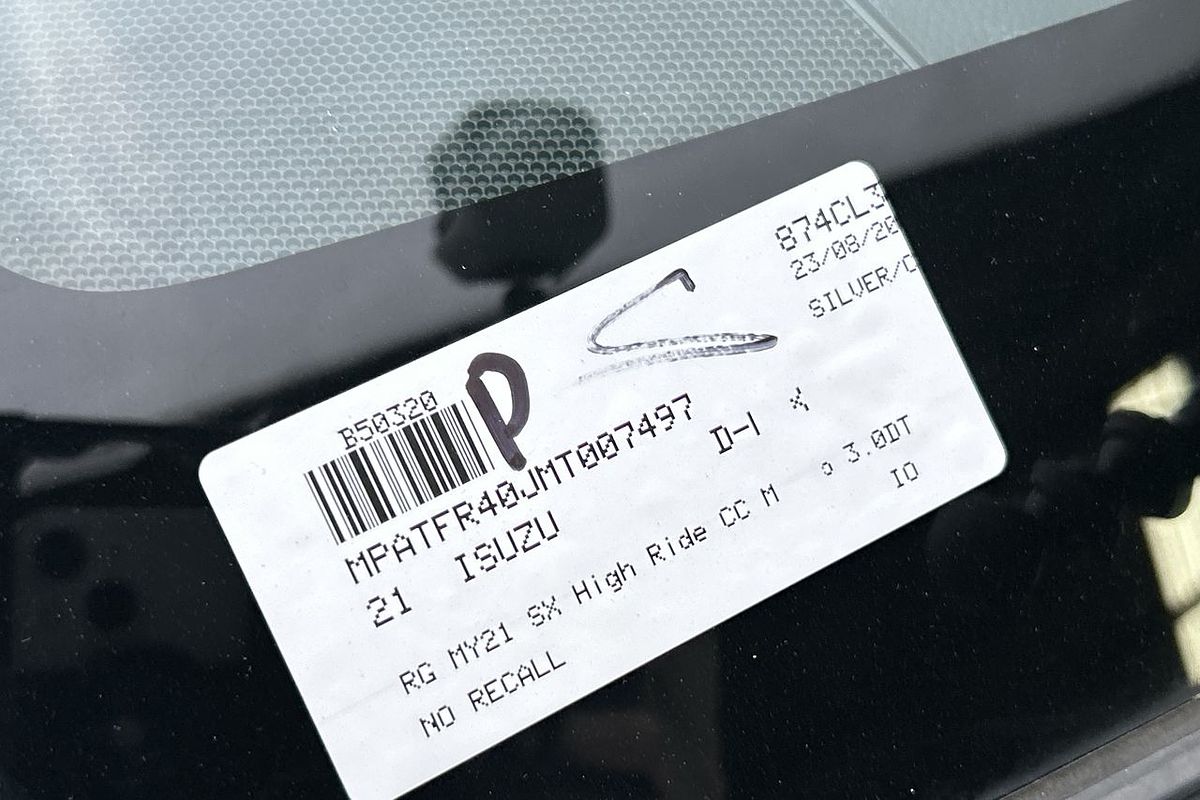 874CL3
23/08/20
SILVER/C
S
B50320
P
MPATFR40JMT007497
21 ISUZU D-
RG MY21 SX High Ride CC M 3.0DT
NO RECALL IO